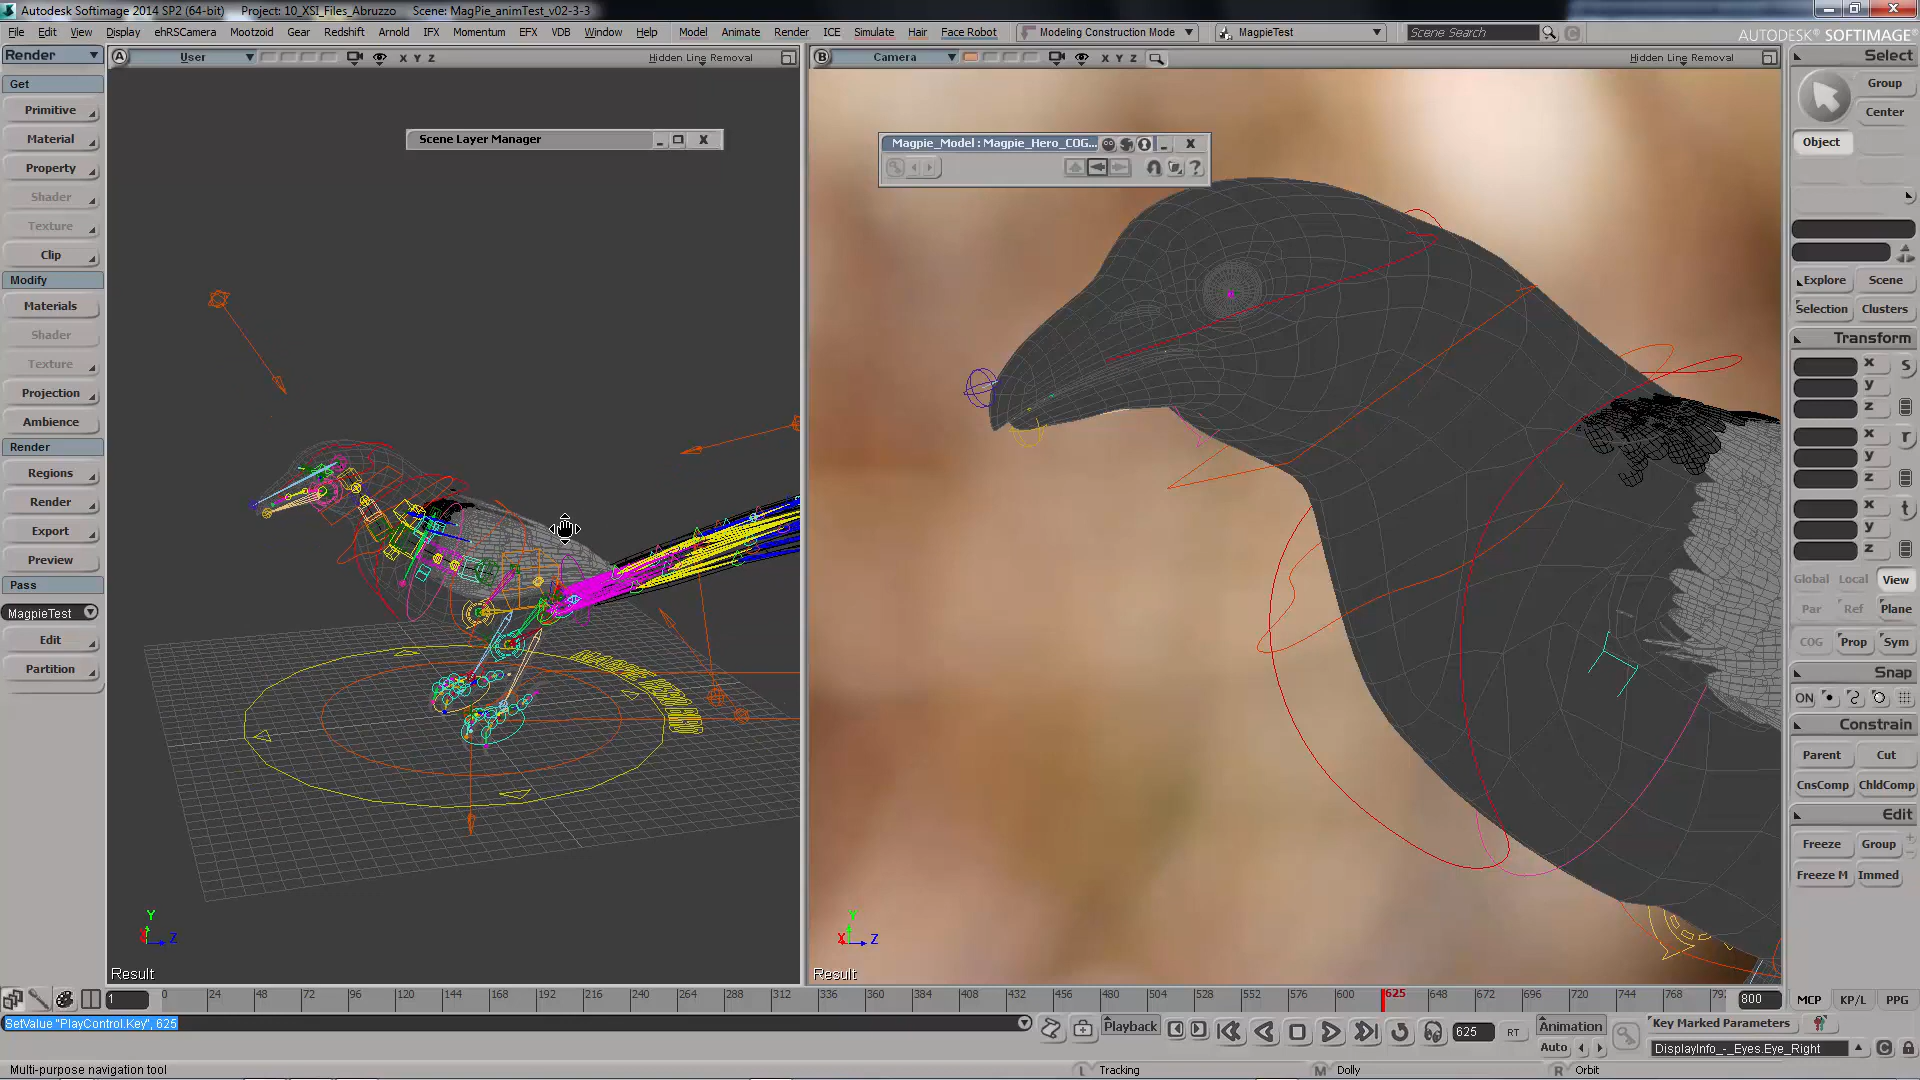 Autodesk Softimage 2014 SP2 (64-bit) Project: 10_XSI_Files_Abruzzo Scene: MagPie_animTest_v02-3-3
File Edit View Display ehRSCamera Mootzoid Gear Redshift Arnold IFX Momentum EFX VDB Window Help Model Animate Render ICE Simulate Hair Face Robot Modeling Construction Mode MagpieTest Scene Search AUTODESK® SOFTIMAGE®
Render
A User X Y Z Hidden Line Removal
B Camera X Y Z Hidden Line Removal
Select
Get
Primitive
Material
Property
Shader
Texture
Clip
Modify
Materials
Shader
Texture
Projection
Ambience
Render
Regions
Render
Export
Preview
Pass
MagpieTest
Edit
Partition
Scene Layer Manager
Magpie_Model : Magpie_Hero_COG...
Y
Z
Result
Y
X Z
Result
Group
Center
Object
Explore Scene
Selection Clusters
Transform
x s
y
z
x r
y
z
x t
y
z
Global Local View
Par Ref Plane
COG Prop Sym
Snap
ON
Constrain
Parent Cut
CnsComp ChldComp
Edit
Freeze Group
Freeze M Immed
1 0 24 48 72 96 120 144 168 192 216 240 264 288 312 336 360 384 408 432 456 480 504 528 552 576 600 625 648 672 696 720 744 768 792 800 MCP KP/L PPG
SetValue "PlayControl.Key", 625
Playback 625 RT Animation Key Marked Parameters
Auto DisplayInfo_-_Eyes.Eye_Right
Multi-purpose navigation tool L Tracking M Dolly R Orbit